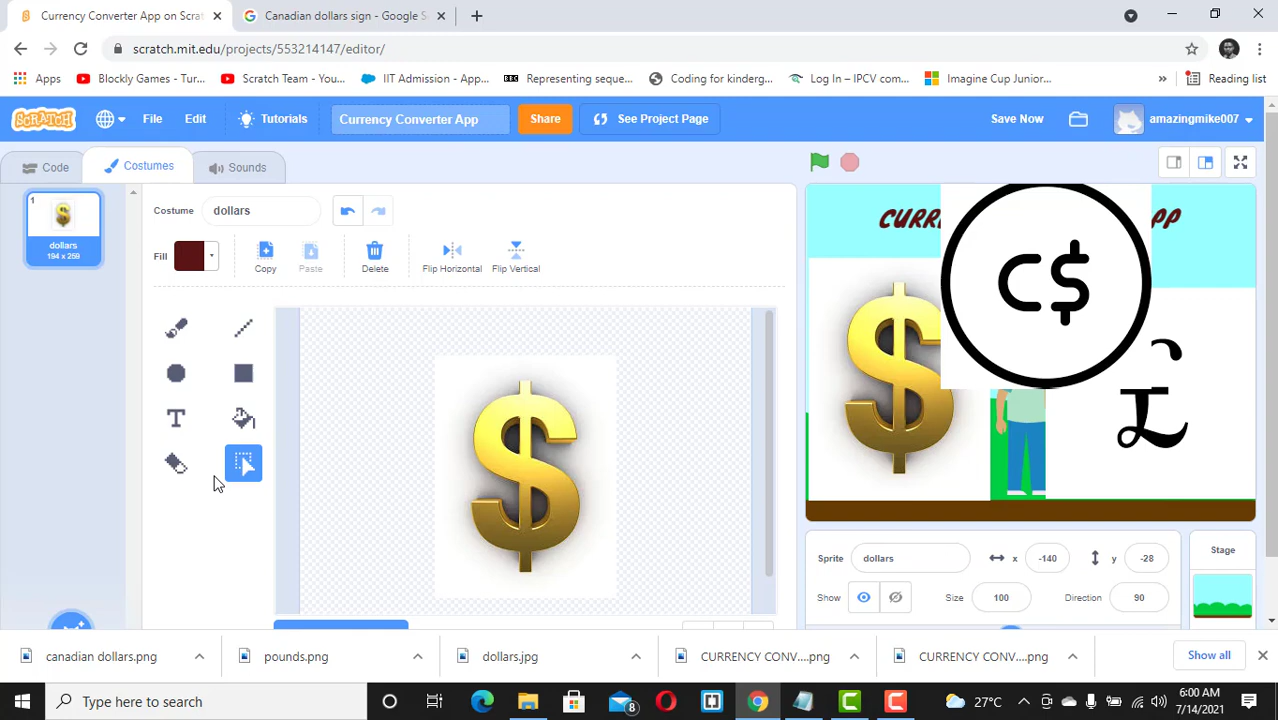 Currency Converter App on Scrat
Canadian dollars sign - Google S
scratch.mit.edu/projects/553214147/editor/
Apps
Blockly Games - Tur...
Scratch Team - You...
IIT Admission - App...
Representing seque...
Coding for kinderg...
Log In – IPCV com...
Imagine Cup Junior...
»
Reading list
SCRATCH
File
Edit
Tutorials
Currency Converter App
Share
See Project Page
Save Now
amazingmike007
Code
Costumes
Sounds
1
dollars
194 x 259
Costume
dollars
Fill
Copy
Paste
Delete
Flip Horizontal
Flip Vertical
T
$
CURR
PP
$
C$
£
Sprite
dollars
x
-140
y
-28
Show
Size
100
Direction
90
Stage
canadian dollars.png
pounds.png
dollars.jpg
CURRENCY CONV....png
CURRENCY CONV....png
Show all
Type here to search
8
27°C
6:00 AM
7/14/2021